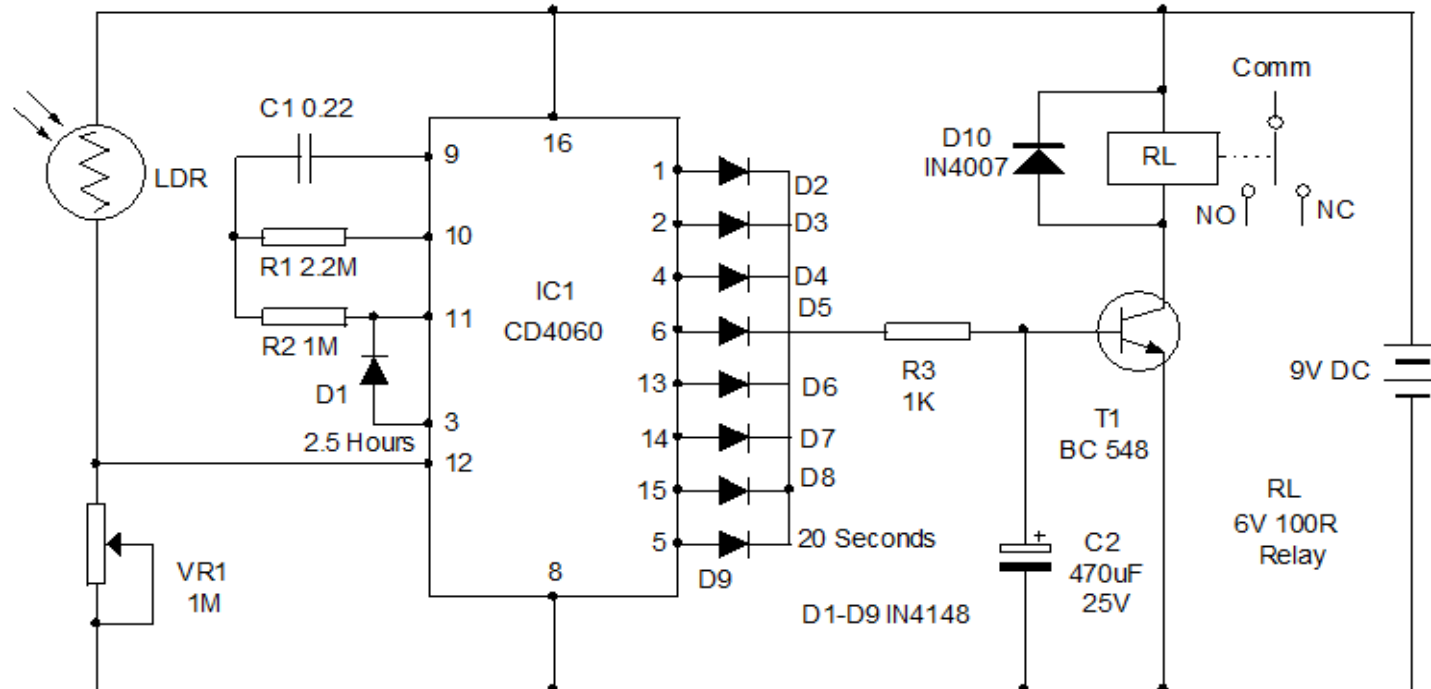 Comm
C1 0.22
16
9
D10
IN4007
RL
LDR
1
D2
NO
NC
2
D3
10
R1 2.2M
4
D4
IC1
CD4060
D5
11
R2 1M
6
R3
1K
9V DC
D1
13
D6
T1
BC 548
3
2.5 Hours
14
D7
12
15
D8
RL
6V 100R
Relay
5
20 Seconds
+
C2
470uF
25V
VR1
1M
8
D9
D1-D9 IN4148